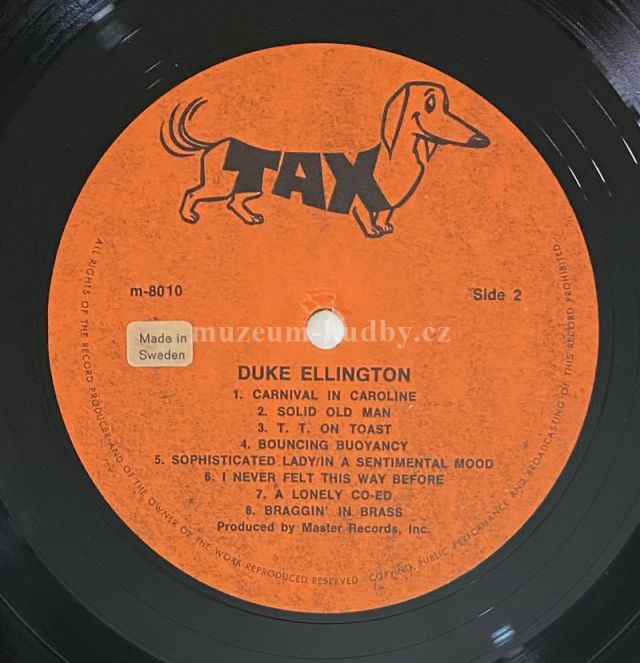 TAX
m-8010
Side 2
Made in
Sweden
muzeum-hudby.cz
DUKE ELLINGTON
1. CARNIVAL IN CAROLINE
2. SOLID OLD MAN
3. T. T. ON TOAST
4. BOUNCING BUOYANCY
5. SOPHISTICATED LADY/IN A SENTIMENTAL MOOD
6. I NEVER FELT THIS WAY BEFORE
7. A LONELY CO-ED
8. BRAGGIN' IN BRASS
Produced by Master Records, Inc.
ALL RIGHTS OF THE RECORD PRODUCER AND OF THE OWNER OF THE WORK REPRODUCED RESERVED. COPYING, PUBLIC PERFORMANCE AND BROADCASTING OF THIS RECORD PROHIBITED